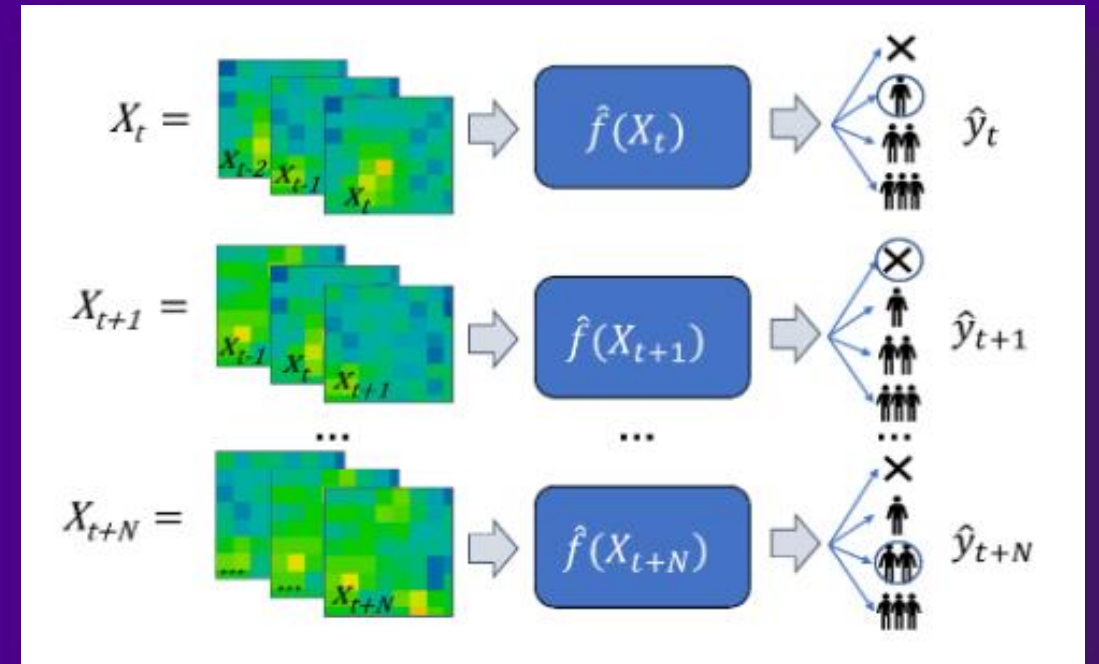 X_t =
x_{t-2}
x_{t-1}
x_t
f̂(X_t)
ŷ_t
X_{t+1} =
x_{t-1}
x_t
x_{t+1}
f̂(X_{t+1})
ŷ_{t+1}
... ... ...
X_{t+N} =
...
...
x_{t+N}
f̂(X_{t+N})
ŷ_{t+N}